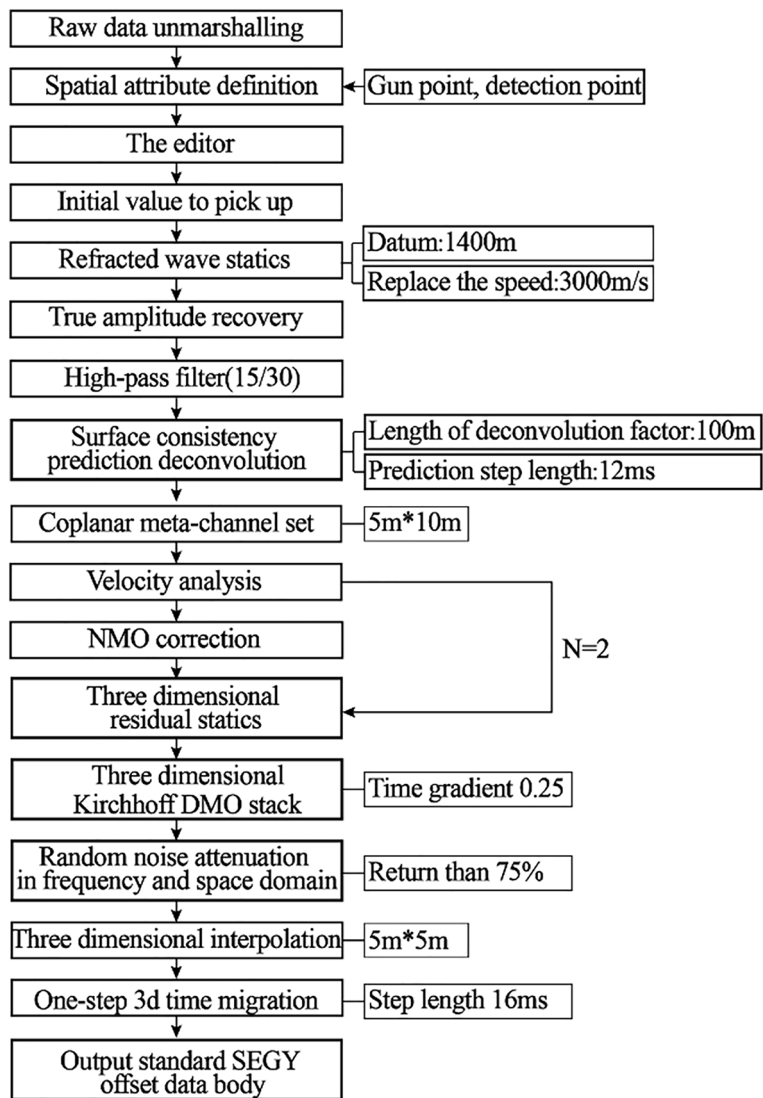 Raw data unmarshalling
Spatial attribute definition
Gun point, detection point
The editor
Initial value to pick up
Refracted wave statics
Datum:1400m
Replace the speed:3000m/s
True amplitude recovery
High-pass filter(15/30)
Surface consistency
prediction deconvolution
Length of deconvolution factor:100m
Prediction step length:12ms
Coplanar meta-channel set
5m*10m
Velocity analysis
NMO correction
N=2
Three dimensional
residual statics
Three dimensional
Kirchhoff DMO stack
Time gradient 0.25
Random noise attenuation
in frequency and space domain
Return than 75%
Three dimensional interpolation
5m*5m
One-step 3d time migration
Step length 16ms
Output standard SEGY
offset data body